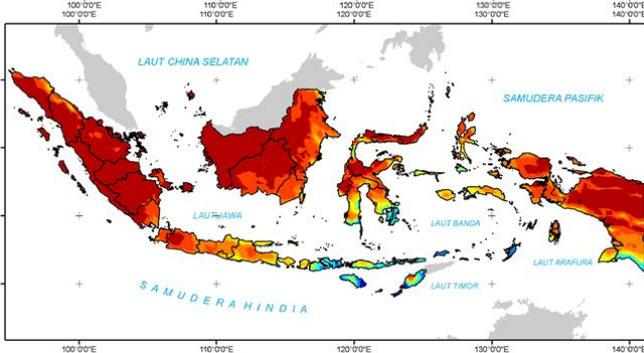 100°0'0"E 110°0'0"E 120°0'0"E 130°0'0"E 140°0'0"E
LAUT CHINA SELATAN
SAMUDERA PASIFIK
LAUT JAWA
LAUT BANDA
LAUT ARAFURA
LAUT TIMOR
SAMUDERA HINDIA
100°0'0"E 110°0'0"E 120°0'0"E 130°0'0"E 140°0'0"E